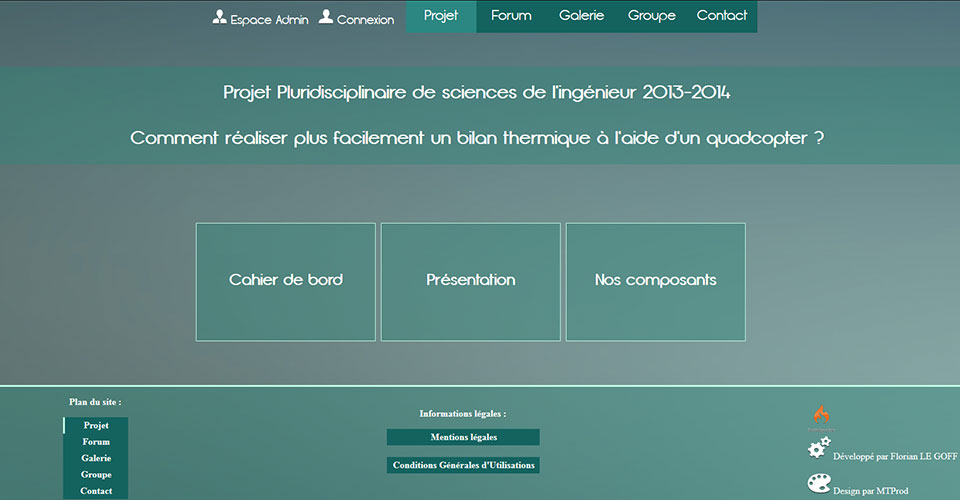 Espace Admin
Connexion
Projet
Forum
Galerie
Groupe
Contact
Projet Pluridisciplinaire de sciences de l'ingénieur 2013-2014
Comment réaliser plus facilement un bilan thermique à l'aide d'un quadcopter ?
Cahier de bord
Présentation
Nos composants
Plan du site :
Projet
Forum
Galerie
Groupe
Contact
Informations légales :
Mentions légales
Conditions Générales d'Utilisations
Développé par Florian LE GOFF
Design par MTProd